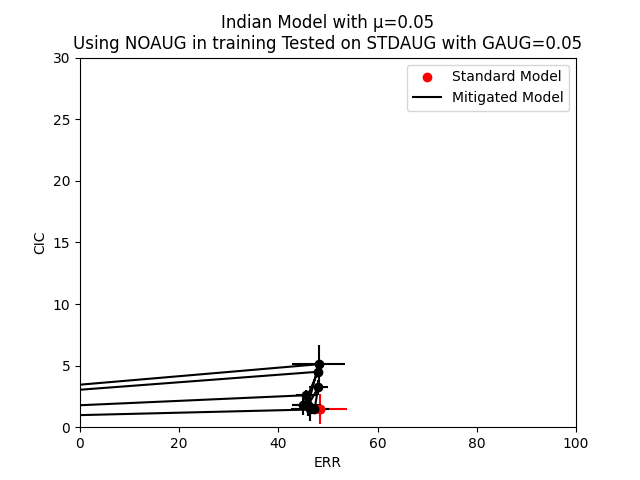 Indian Model with μ=0.05
Using NOAUG in training Tested on STDAUG with GAUG=0.05
Standard Model
Mitigated Model
30
25
20
15
10
5
0
CIC
0 20 40 60 80 100
ERR